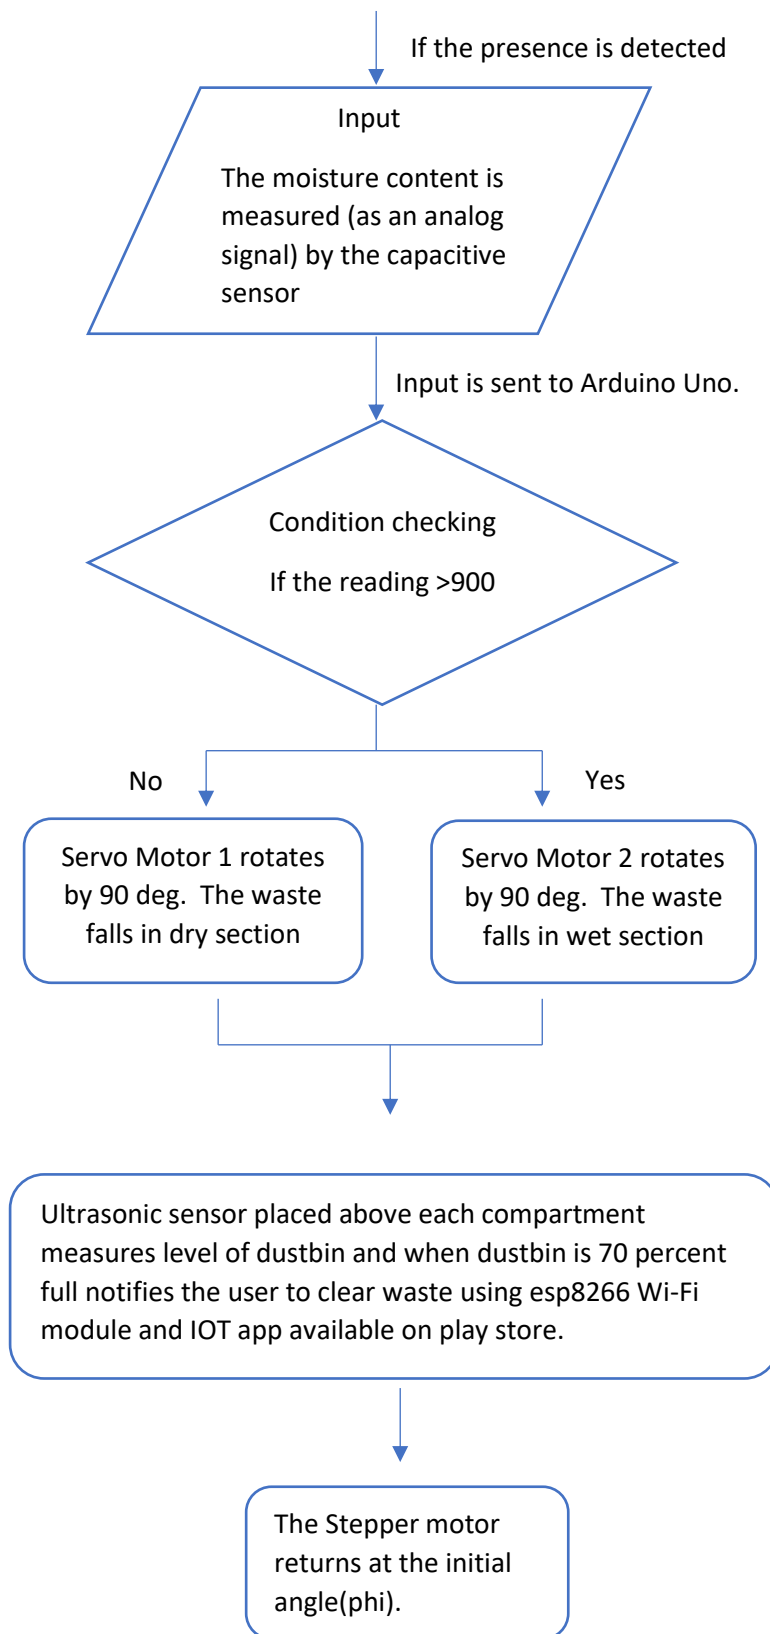 If the presence is detected
Input
The moisture content is
measured (as an analog
signal) by the capacitive
sensor
Input is sent to Arduino Uno.
Condition checking
If the reading >900
No
Yes
Servo Motor 1 rotates
by 90 deg.  The waste
falls in dry section
Servo Motor 2 rotates
by 90 deg.  The waste
falls in wet section
Ultrasonic sensor placed above each compartment
measures level of dustbin and when dustbin is 70 percent
full notifies the user to clear waste using esp8266 Wi-Fi
module and IOT app available on play store.
The Stepper motor
returns at the initial
angle(phi).